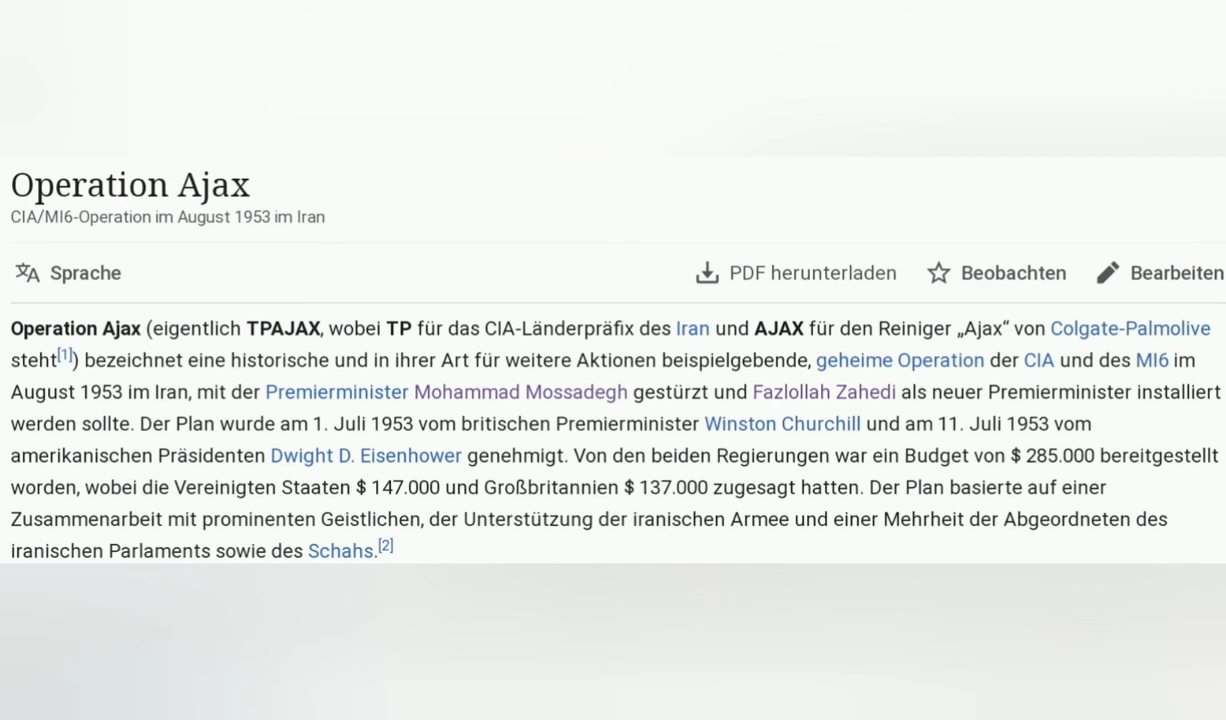 Operation Ajax
CIA/MI6-Operation im August 1953 im Iran
Sprache PDF herunterladen Beobachten Bearbeiten
Operation Ajax (eigentlich TPAJAX, wobei TP für das CIA-Länderpräfix des Iran und AJAX für den Reiniger „Ajax“ von Colgate-Palmolive
steht[1]) bezeichnet eine historische und in ihrer Art für weitere Aktionen beispielgebende, geheime Operation der CIA und des MI6 im
August 1953 im Iran, mit der Premierminister Mohammad Mossadegh gestürzt und Fazlollah Zahedi als neuer Premierminister installiert
werden sollte. Der Plan wurde am 1. Juli 1953 vom britischen Premierminister Winston Churchill und am 11. Juli 1953 vom
amerikanischen Präsidenten Dwight D. Eisenhower genehmigt. Von den beiden Regierungen war ein Budget von $ 285.000 bereitgestellt
worden, wobei die Vereinigten Staaten $ 147.000 und Großbritannien $ 137.000 zugesagt hatten. Der Plan basierte auf einer
Zusammenarbeit mit prominenten Geistlichen, der Unterstützung der iranischen Armee und einer Mehrheit der Abgeordneten des
iranischen Parlaments sowie des Schahs.[2]